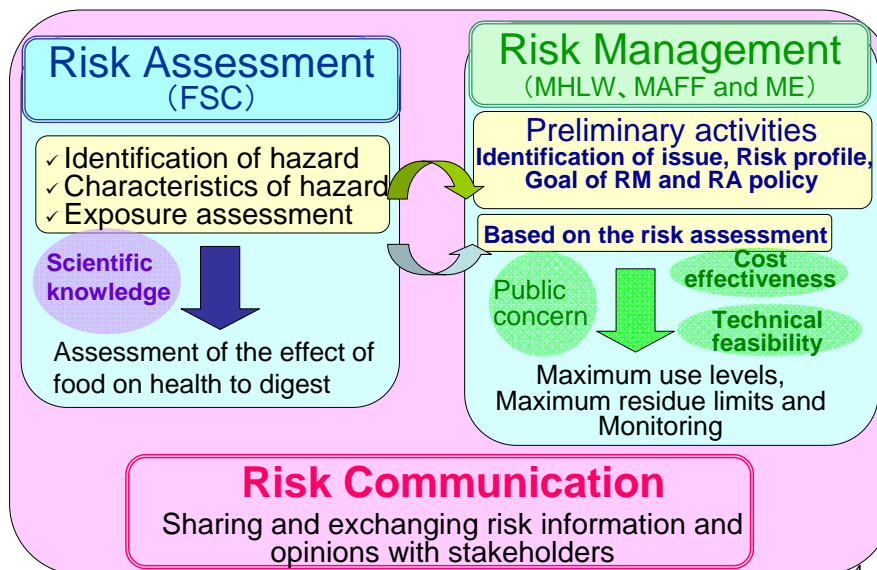 Risk Assessment
（FSC）
✓ Identification of hazard
✓ Characteristics of hazard
✓ Exposure assessment
Scientific
knowledge
Assessment of the effect of
food on health to digest
Risk Management
（MHLW、MAFF and ME）
Preliminary activities
Identification of issue, Risk profile,
Goal of RM and RA policy
Based on the risk assessment
Public
concern
Cost
effectiveness
Technical
feasibility
Maximum use levels,
Maximum residue limits and
Monitoring
Risk Communication
Sharing and exchanging risk information and
opinions with stakeholders